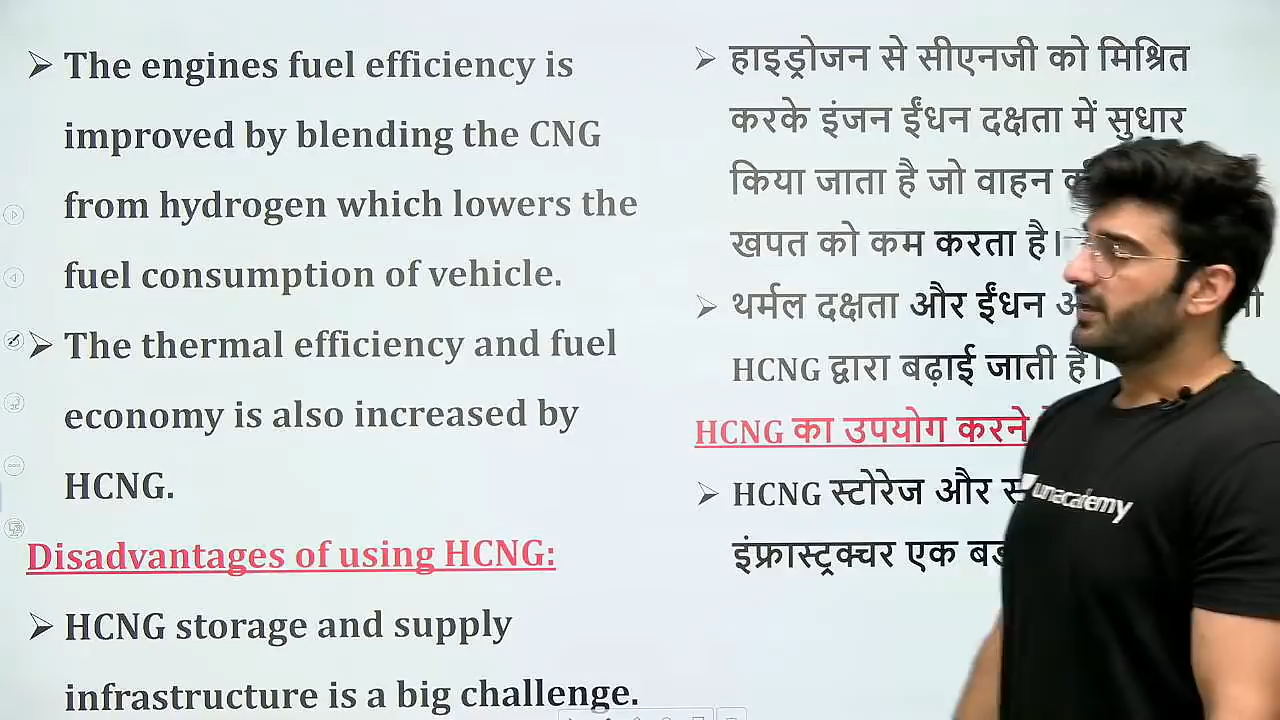 The engines fuel efficiency is
improved by blending the CNG
from hydrogen which lowers the
fuel consumption of vehicle.
The thermal efficiency and fuel
economy is also increased by
HCNG.
Disadvantages of using HCNG:
HCNG storage and supply
infrastructure is a big challenge.
हाइड्रोजन से सीएनजी को मिश्रित
करके इंजन ईंधन दक्षता में सुधार
किया जाता है जो वाहन
खपत को कम करता है।
थर्मल दक्षता और ईंधन
HCNG द्वारा बढ़ाई जाती है।
HCNG का उपयोग करने
HCNG स्टोरेज और
इंफ्रास्ट्रक्चर एक
unacademy